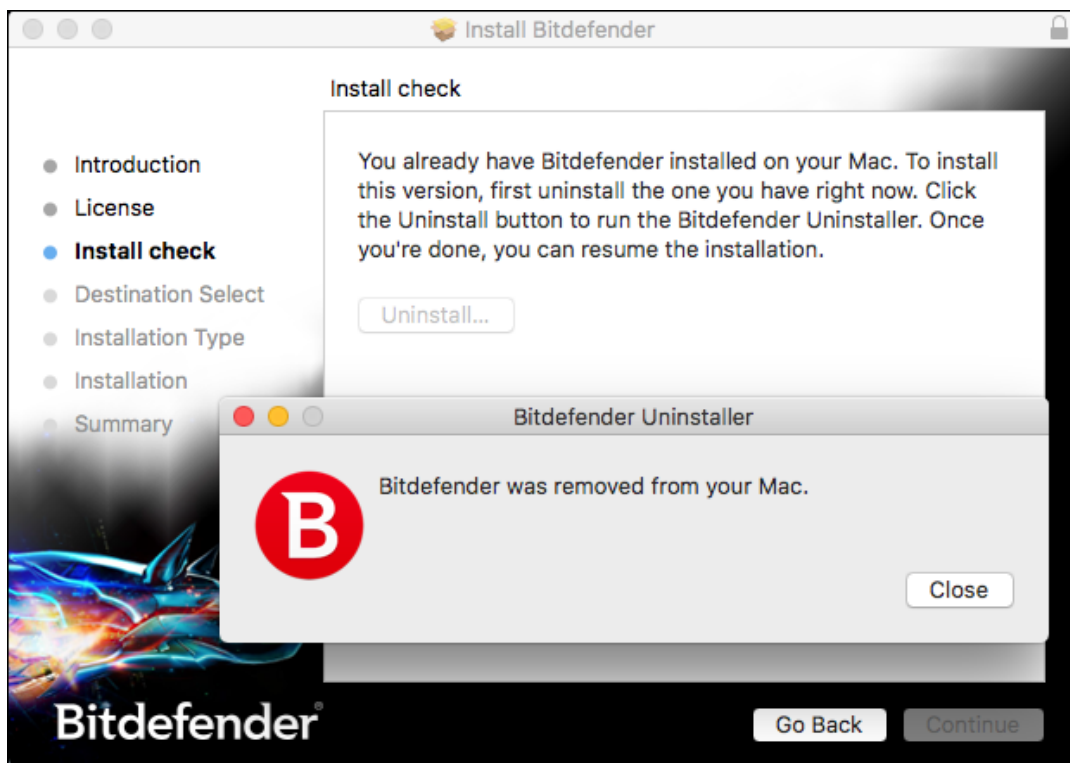 Install Bitdefender
Install check
Introduction
License
Install check
Destination Select
Installation Type
Installation
Summary
You already have Bitdefender installed on your Mac. To install
this version, first uninstall the one you have right now. Click
the Uninstall button to run the Bitdefender Uninstaller. Once
you're done, you can resume the installation.
Uninstall...
Bitdefender Uninstaller
B
Bitdefender was removed from your Mac.
Close
Bitdefender®
Go Back
Continue